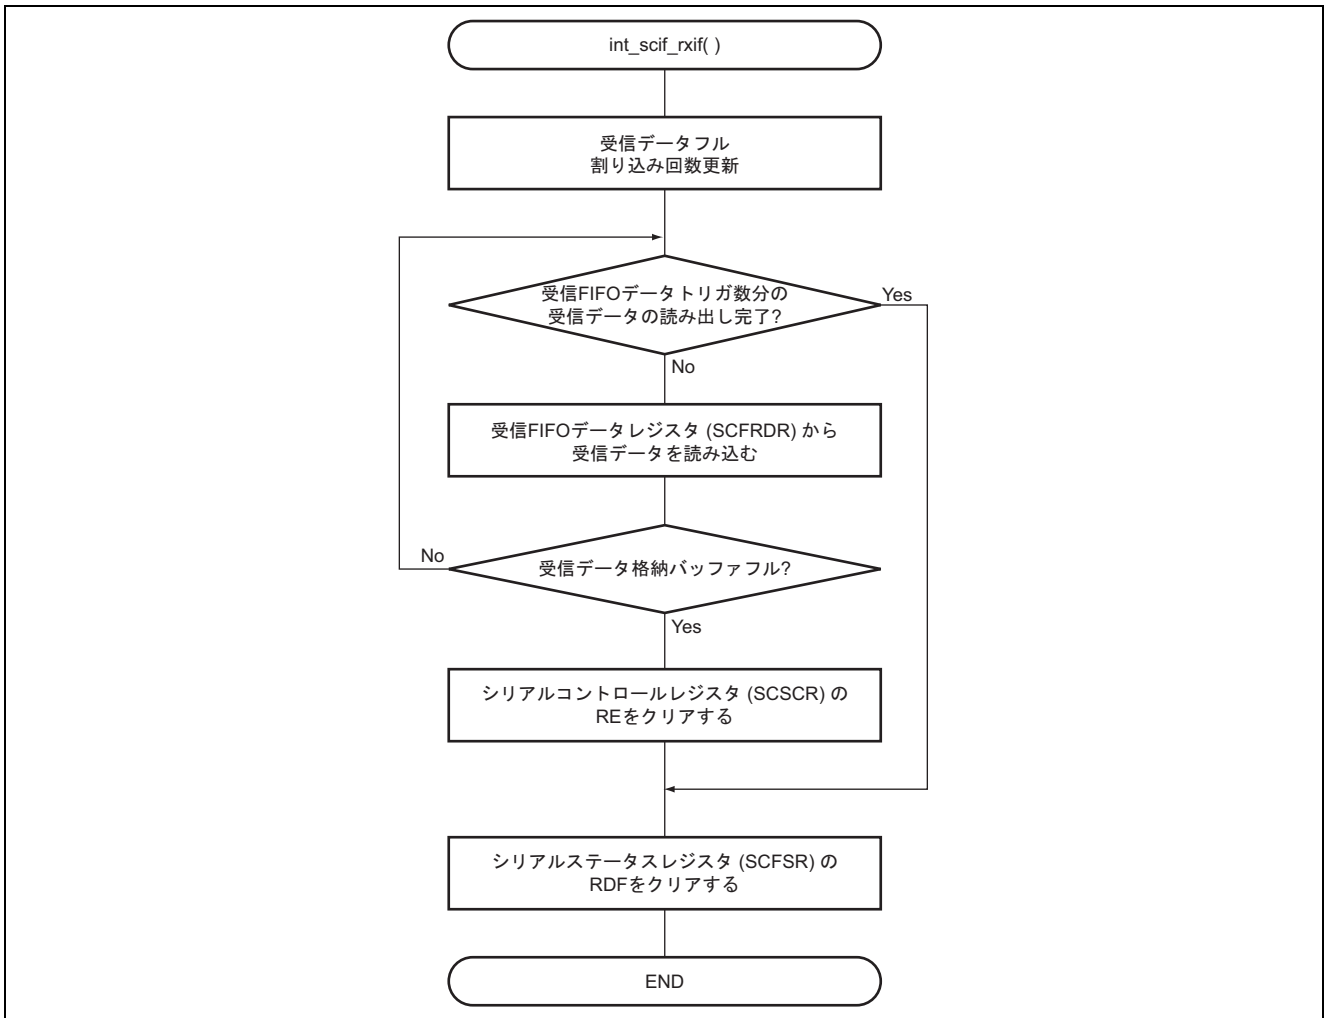 int_scif_rxif( )
受信データフル
割り込み回数更新
受信FIFOデータトリガ数分の
受信データの読み出し完了?
Yes
No
受信FIFOデータレジスタ (SCFRDR) から
受信データを読み込む
No
受信データ格納バッファフル?
Yes
シリアルコントロールレジスタ (SCSCR) の
REをクリアする
シリアルステータスレジスタ (SCFSR) の
RDFをクリアする
END